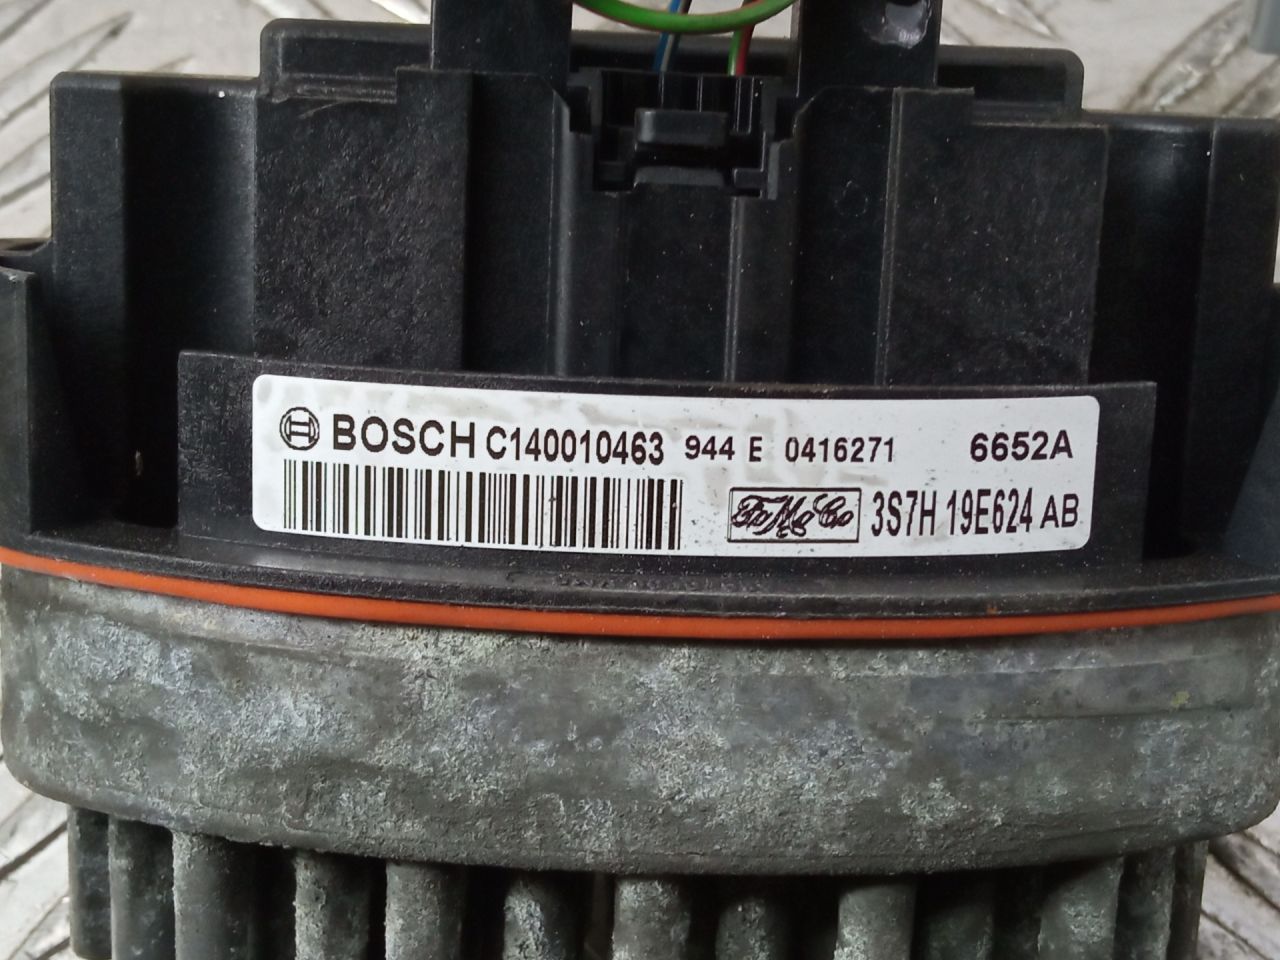 BOSCH C140010463 944 E 0416271 6652A
FoMoCo 3S7H 19E624 AB